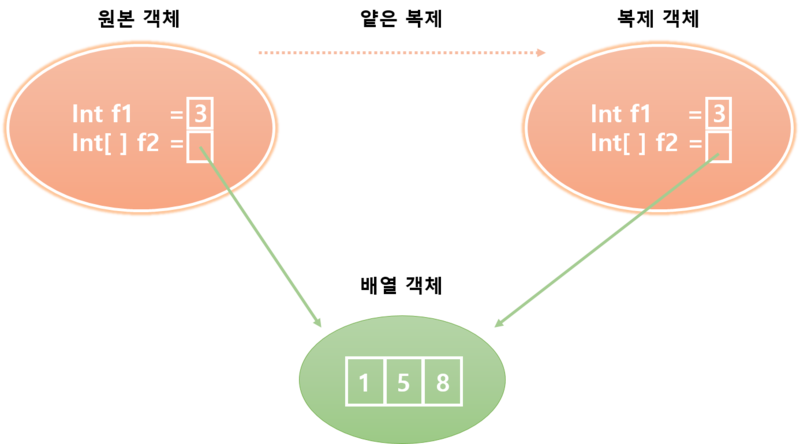 원본 객체
얕은 복제
복제 객체
Int f1 = 3
Int[ ] f2 =
Int f1 = 3
Int[ ] f2 =
배열 객체
1 5 8